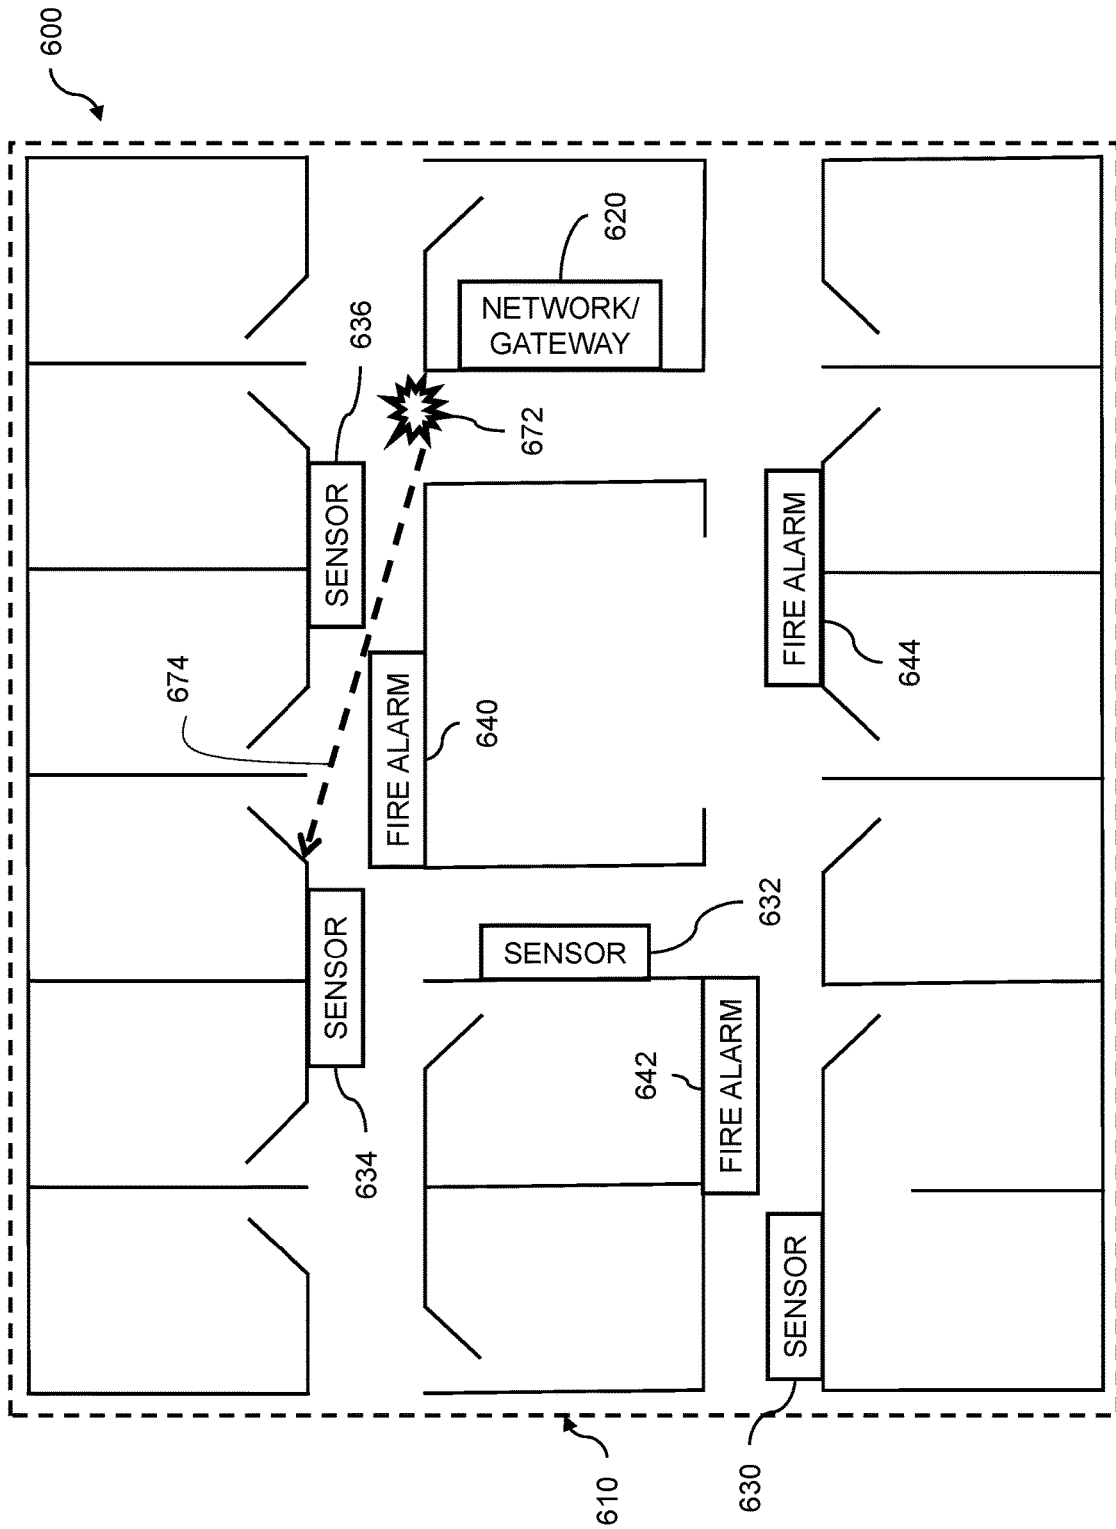 600
674
SENSOR
SENSOR
636
634
FIRE ALARM
640
672
SENSOR
NETWORK/
GATEWAY
610
620
642
FIRE ALARM
630
632
SENSOR
FIRE ALARM
644